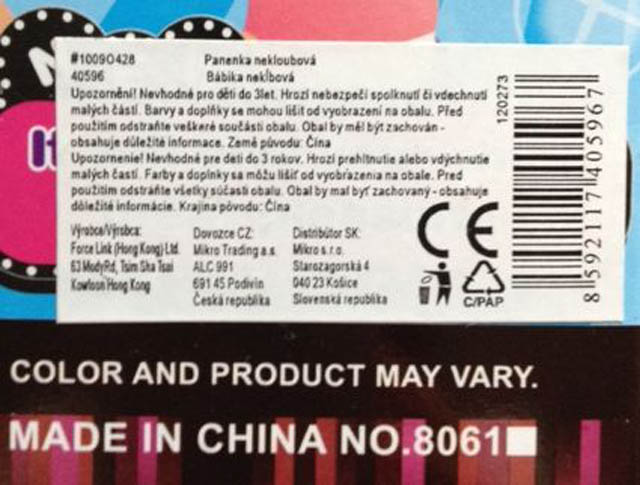 #1009O428 Panenka nekloubová
40596 Bábika nekĺbová
Upozornění! Nevhodné pro děti do 3let. Hrozí nebezpečí spolknutí či vdechnutí
malých částí. Barvy a doplňky se mohou lišit od vyobrazení na obalu. Před
použitím odstraňte veškeré součásti obalu. Obal by měl být zachován -
obsahuje důležité informace. Země původu: Čína
Upozornenie! Nevhodné pre deti do 3 rokov. Hrozí prehltnutie alebo vdýchnutie
malých častí. Farby a doplnky sa môžu líšiť od vyobrazenia na obale. Pred
použitím odstraňte všetky súčasti obalu. Obal by mal byť zachovaný - obsahuje
dôležité informácie. Krajina pôvodu: Čína
Výrobce/Výrobca:
Force Link (Hong Kong) Ltd.
63 Mody Rd, Tsim Sha Tsui
Kowloon Hong Kong
Dovozce CZ:
Mikro Trading a.s.
ALC 991
691 45 Podivín
Česká republika
Distribútor SK:
Mikro s.r.o.
Starozagorská 4
040 23 Košice
Slovenská republika
CE
C/PAP
120273
8 592117 405967
COLOR AND PRODUCT MAY VARY.
MADE IN CHINA NO.8061